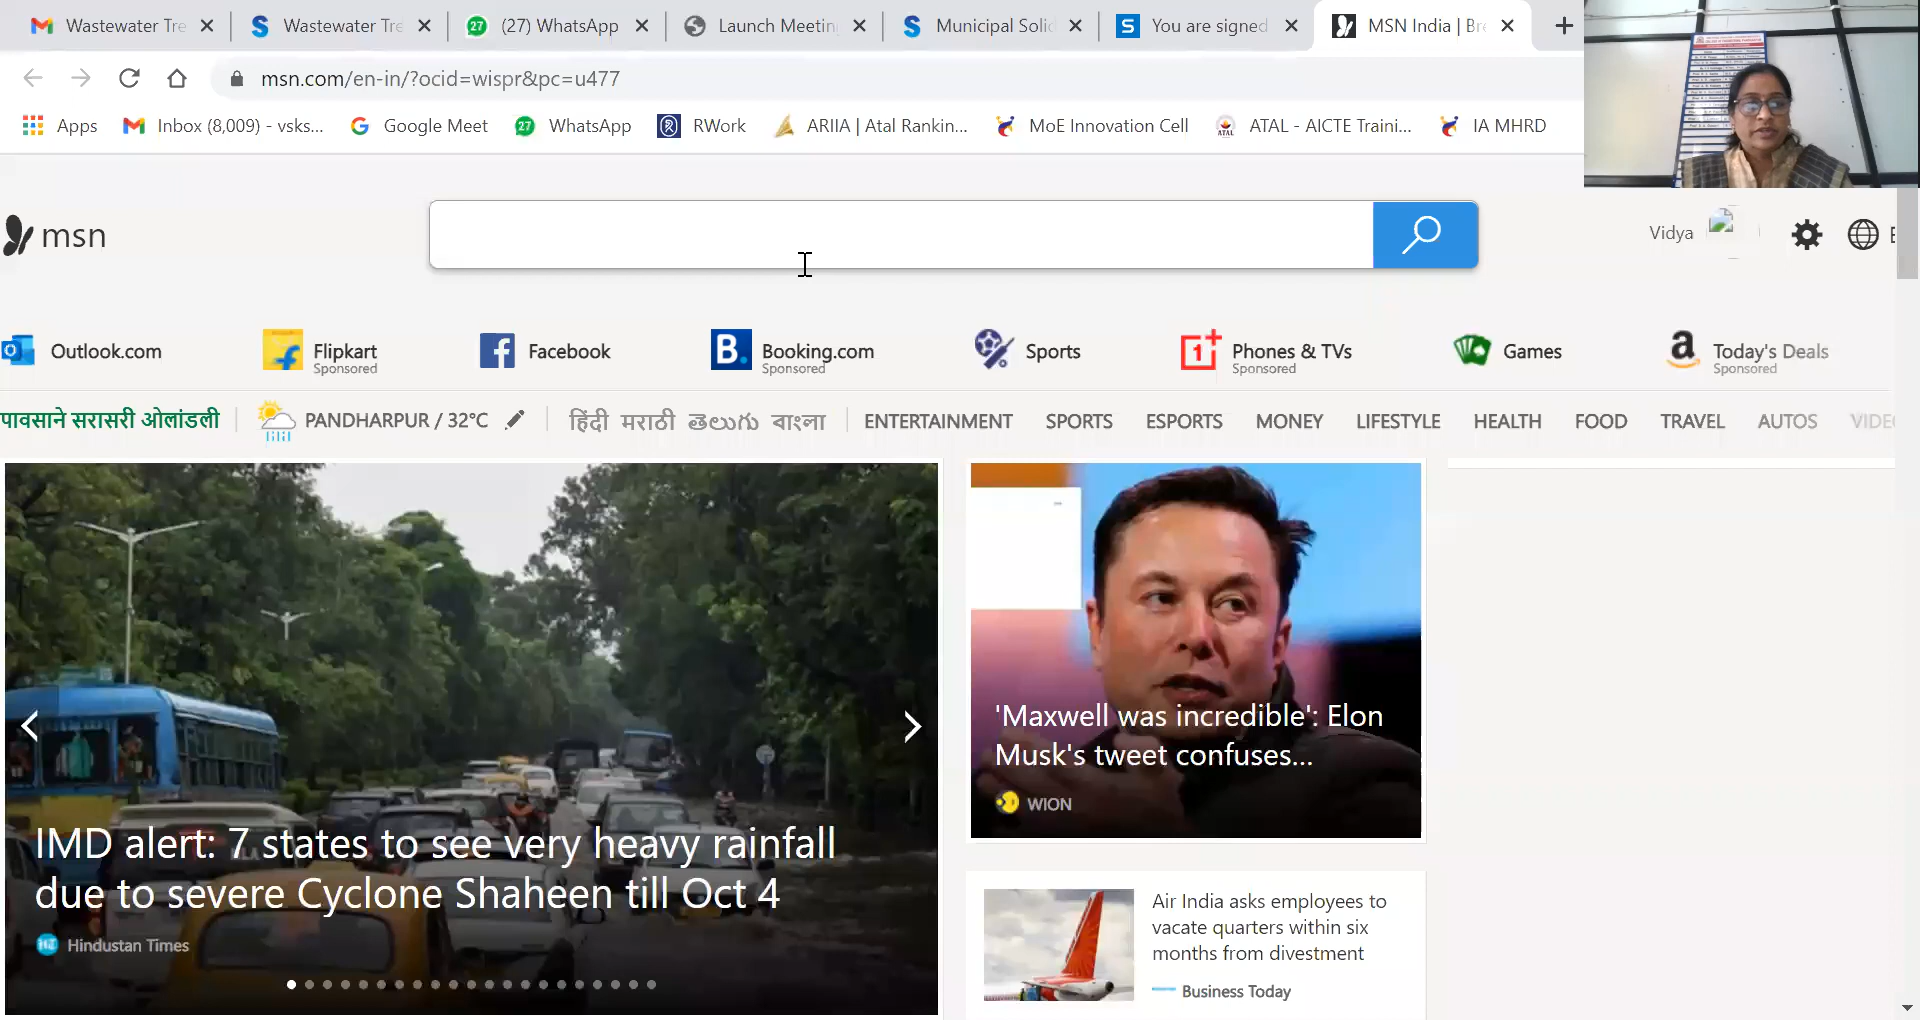 Wastewater Tre
Wastewater Tre
(27) WhatsApp
Launch Meeting
Municipal Solid
You are signed
MSN India | Bre
msn.com/en-in/?ocid=wispr&pc=u477
Apps
Inbox (8,009) - vsks...
Google Meet
27
WhatsApp
RWork
ARIIA | Atal Rankin...
MoE Innovation Cell
ATAL - AICTE Traini...
IA MHRD
msn
Vidya
Outlook.com
Flipkart
Sponsored
Facebook
Booking.com
Sponsored
Sports
Phones & TVs
Sponsored
Games
Today's Deals
Sponsored
पावसाने सरासरी ओलांडली
PANDHARPUR / 32°C
हिंदी मराठी తెలుగు বাংলা
ENTERTAINMENT SPORTS ESPORTS MONEY LIFESTYLE HEALTH FOOD TRAVEL AUTOS VIDEO
IMD alert: 7 states to see very heavy rainfall
due to severe Cyclone Shaheen till Oct 4
Hindustan Times
'Maxwell was incredible': Elon
Musk's tweet confuses...
WION
Air India asks employees to
vacate quarters within six
months from divestment
Business Today